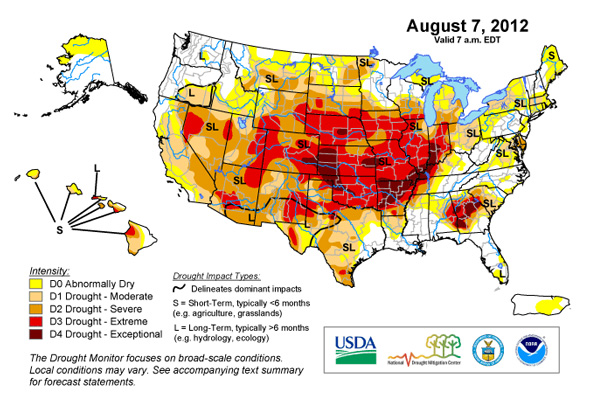 August 7, 2012
Valid 7 a.m. EDT
L
SL
SL
SL
S
L
SL
SL
SL
SL
SL
SL
SL
L
SL
SL
L
L
S
Intensity:
D0 Abnormally Dry
D1 Drought - Moderate
D2 Drought - Severe
D3 Drought - Extreme
D4 Drought - Exceptional
Drought Impact Types:
Delineates dominant impacts
S = Short-Term, typically <6 months
(e.g. agriculture, grasslands)
L = Long-Term, typically >6 months
(e.g. hydrology, ecology)
The Drought Monitor focuses on broad-scale conditions.
Local conditions may vary. See accompanying text summary
for forecast statements.
USDA
National Drought Mitigation Center
NOAA